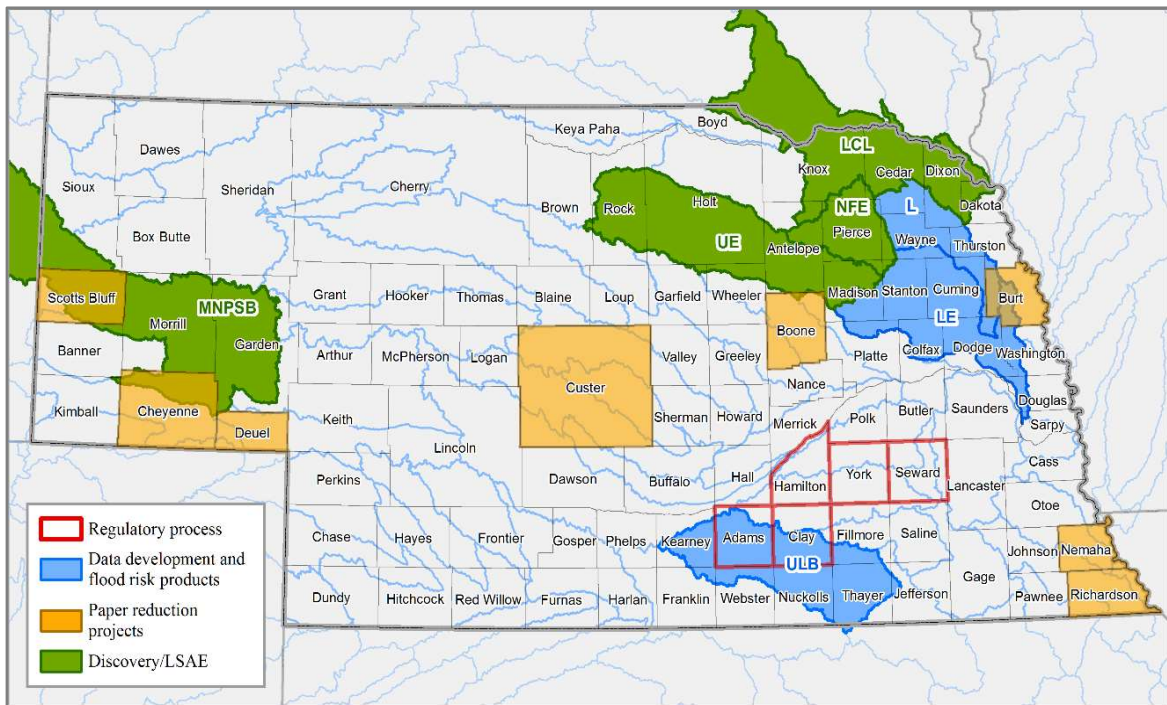 Boyd
Keya Paha
LCL
Knox
Cedar
Dixon
Dawes
Sioux
Sheridan
Cherry
Brown
Rock
Holt
NFE
L
Dakota
Box Butte
UE
Antelope
Pierce
Wayne
Thurston
Scotts Bluff
MNPSB
Morrill
Garden
Grant
Hooker
Thomas
Blaine
Loup
Garfield
Wheeler
Madison
Stanton
Cuming
Burt
Boone
LE
Banner
Arthur
McPherson
Logan
Custer
Valley
Greeley
Platte
Colfax
Dodge
Washington
Nance
Kimball
Cheyenne
Deuel
Keith
Lincoln
Sherman
Howard
Merrick
Polk
Butler
Saunders
Douglas
Sarpy
Perkins
Dawson
Buffalo
Hall
Hamilton
York
Seward
Lancaster
Cass
Otoe
Chase
Hayes
Frontier
Gosper
Phelps
Kearney
Adams
Clay
Fillmore
Saline
Johnson
Nemaha
ULB
Gage
Dundy
Hitchcock
Red Willow
Furnas
Harlan
Franklin
Webster
Nuckolls
Thayer
Jefferson
Pawnee
Richardson
Regulatory process
Data development and
flood risk products
Paper reduction
projects
Discovery/LSAE